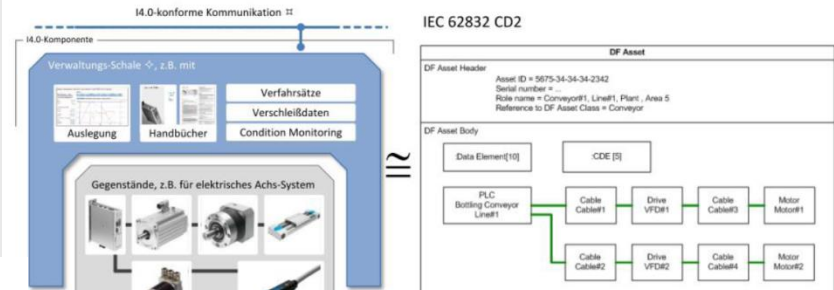 I4.0-konforme Kommunikation ⌗
I4.0-Komponente
Verwaltungs-Schale ✧, z.B. mit
Auslegung
Handbücher
Verfahrsätze
Verschleißdaten
Condition Monitoring
Gegenstände, z.B. für elektrisches Achs-System
≅
IEC 62832 CD2
DF Asset
DF Asset Header
Asset ID = 5675-34-34-34-2342
Serial number = ...
Role name = Conveyor#1, Line#1, Plant , Area 5
Reference to DF Asset Class = Conveyor
DF Asset Body
:Data Element[10]
:CDE [5]
PLC
Bottling Conveyor
Line#1
Cable
Cable#1
Drive
VFD#1
Cable
Cable#3
Motor
Motor#1
Cable
Cable#2
Drive
VFD#2
Cable
Cable#4
Motor
Motor#2